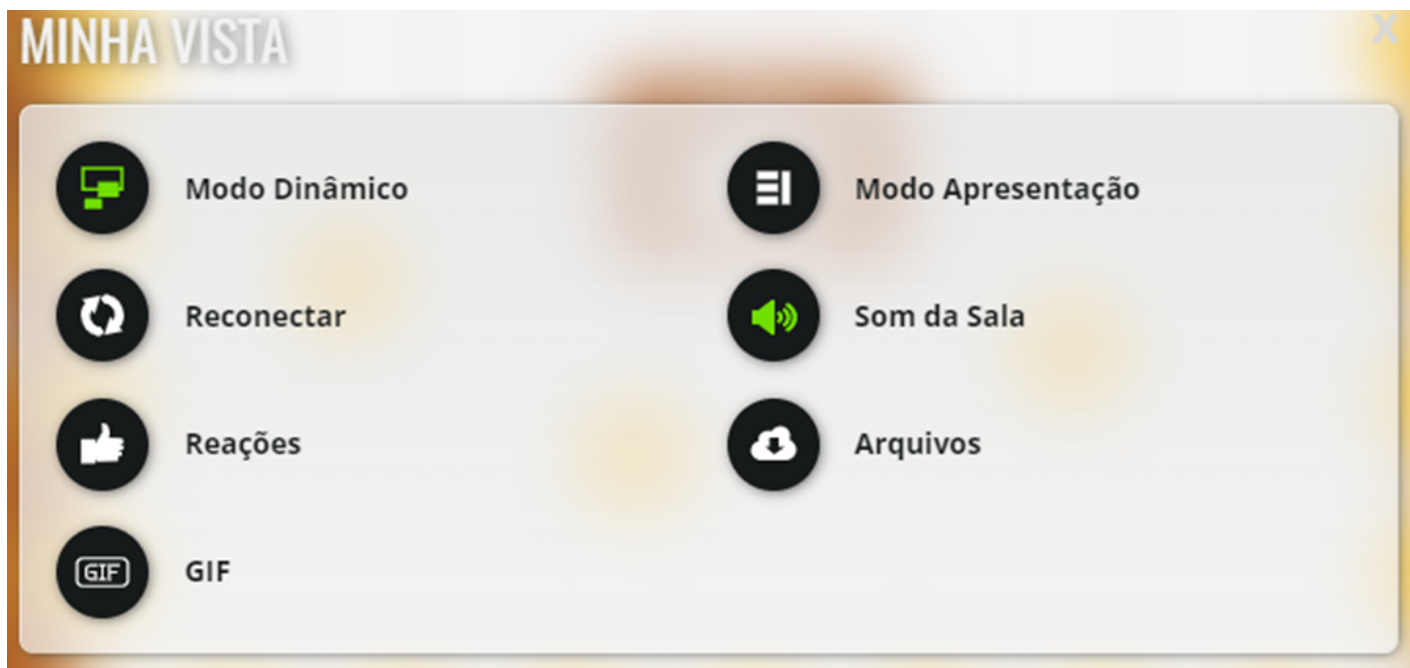 MINHA VISTA
X
Modo Dinâmico
Modo Apresentação
Reconectar
Som da Sala
Reações
Arquivos
GIF
GIF